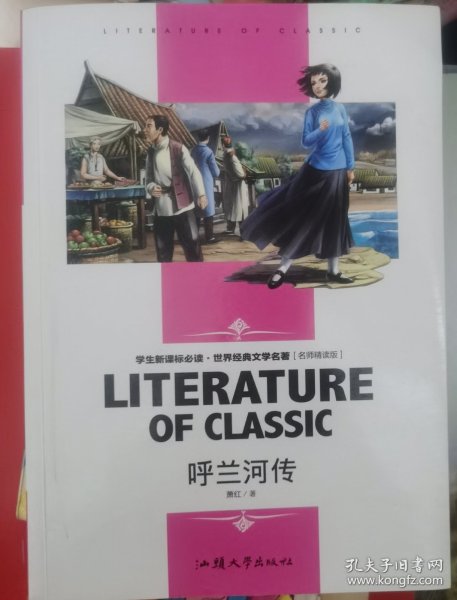 LITERATURE OF CLASSIC
学生新课标必读·世界经典文学名著［名师精读版］
LITERATURE
OF CLASSIC
呼兰河传
萧红／著
汕頭大學出版社
孔夫子旧书网
www.kongfz.com